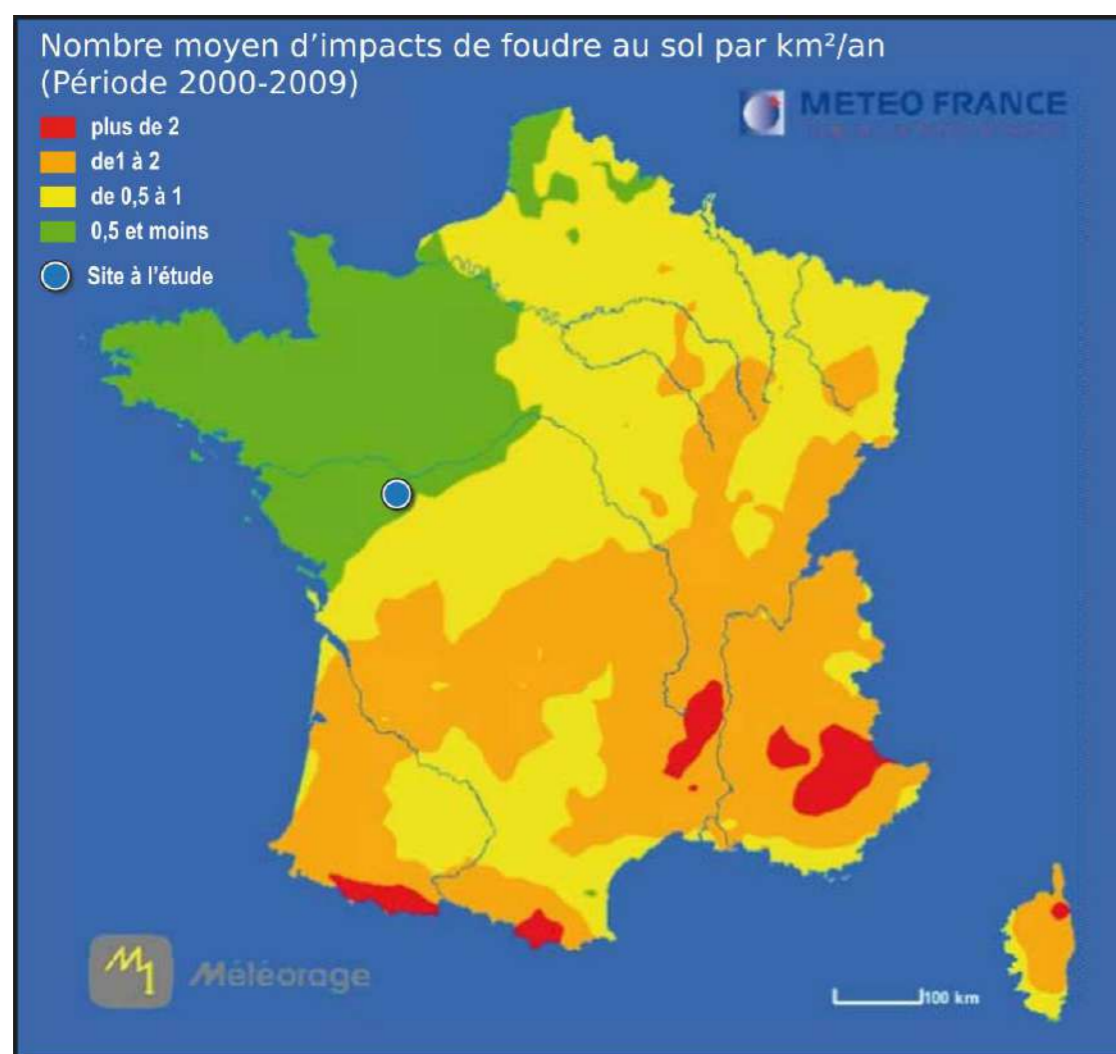 Nombre moyen d’impacts de foudre au sol par km²/an
(Période 2000-2009)
METEO FRANCE
plus de 2
de1 à 2
de 0,5 à 1
0,5 et moins
Site à l’étude
Météorage
100 km